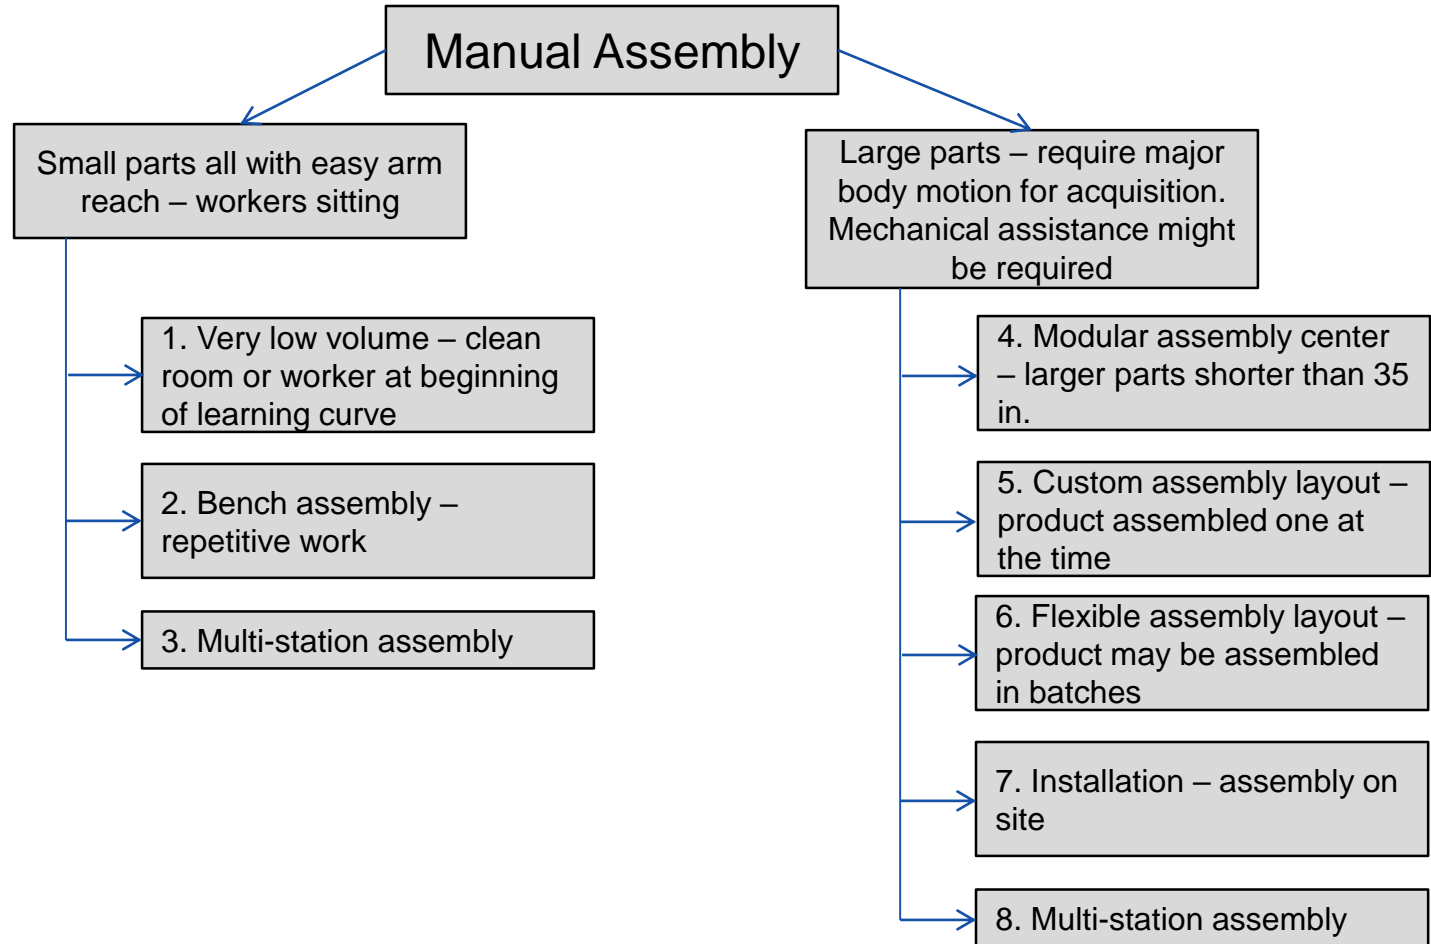 Manual Assembly
Small parts all with easy arm
reach – workers sitting
1. Very low volume – clean
room or worker at beginning
of learning curve
2. Bench assembly –
repetitive work
3. Multi-station assembly
Large parts – require major
body motion for acquisition.
Mechanical assistance might
be required
4. Modular assembly center
– larger parts shorter than 35
in.
5. Custom assembly layout –
product assembled one at
the time
6. Flexible assembly layout –
product may be assembled
in batches
7. Installation – assembly on
site
8. Multi-station assembly